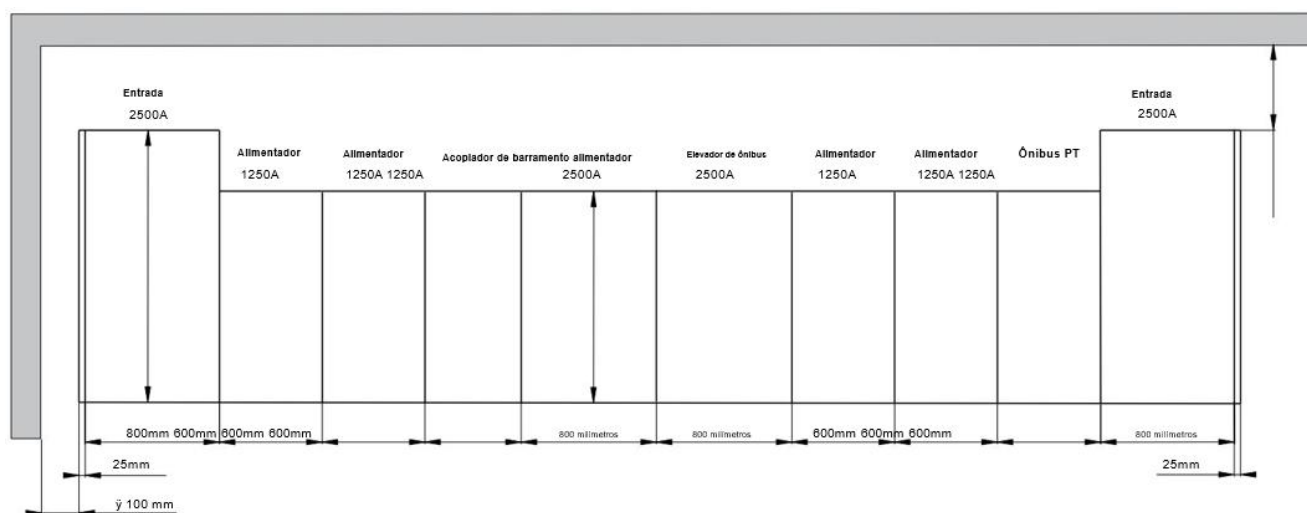 Entrada
2500A
Entrada
2500A
Alimentador
1250A
Alimentador
1250A 1250A
Acoplador de barramento alimentador
2500A
Elevador de ônibus
2500A
Alimentador
1250A
Alimentador
1250A 1250A
Ônibus PT
800mm 600mm 600mm 600mm
800 milímetros
800 milímetros
600mm 600mm 600mm
800 milímetros
25mm
25mm
ÿ 100 mm